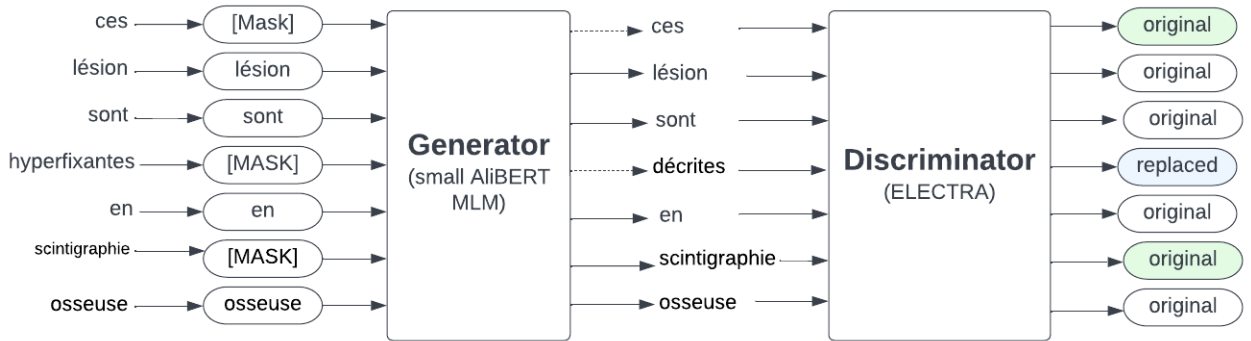 ces [Mask] ces original
lésion lésion lésion original
sont sont sont original
hyperfixantes [MASK] décrites replaced
en en en original
scintigraphie [MASK] scintigraphie original
osseuse osseuse osseuse original
Generator
(small AliBERT
MLM)
Discriminator
(ELECTRA)